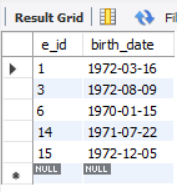 Result Grid Fil
e_id birth_date
1 1972-03-16
3 1972-08-09
6 1970-01-15
14 1971-07-22
15 1972-12-05
NULL NULL